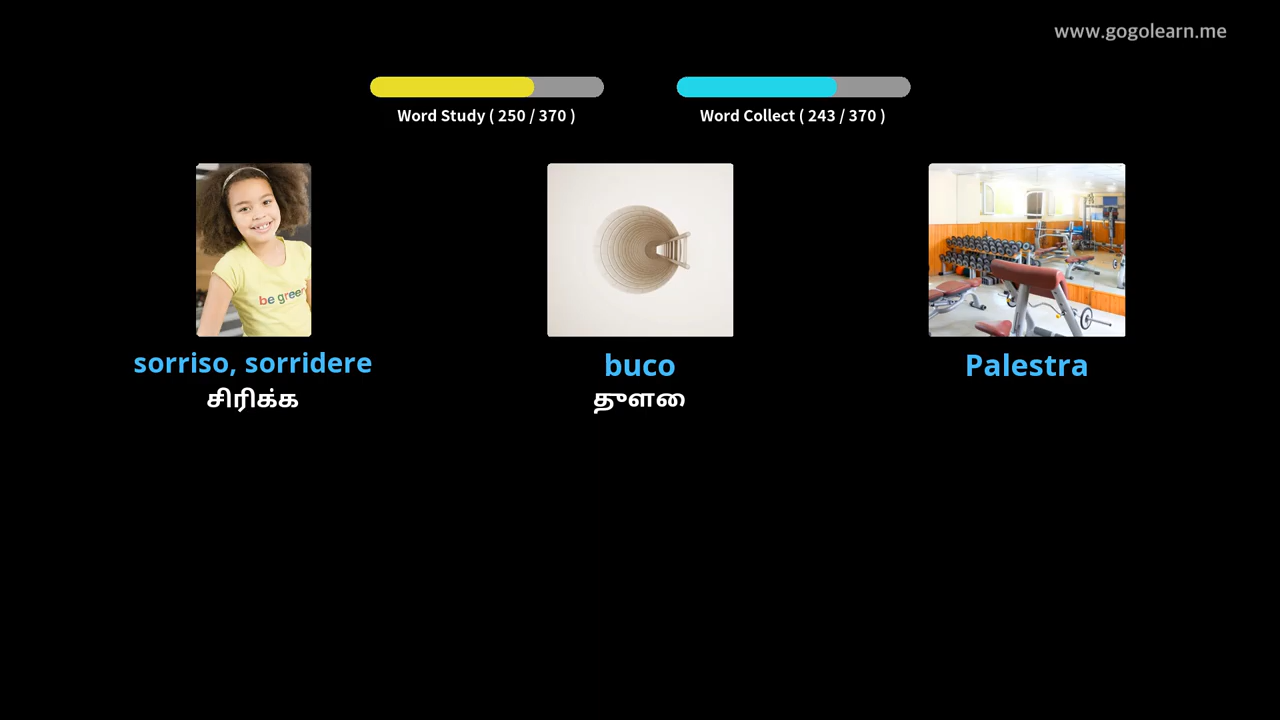 www.gogolearn.me
Word Study ( 250 / 370 )
Word Collect ( 243 / 370 )
be green
sorriso, sorridere
சிரிக்க
buco
துளை
Palestra